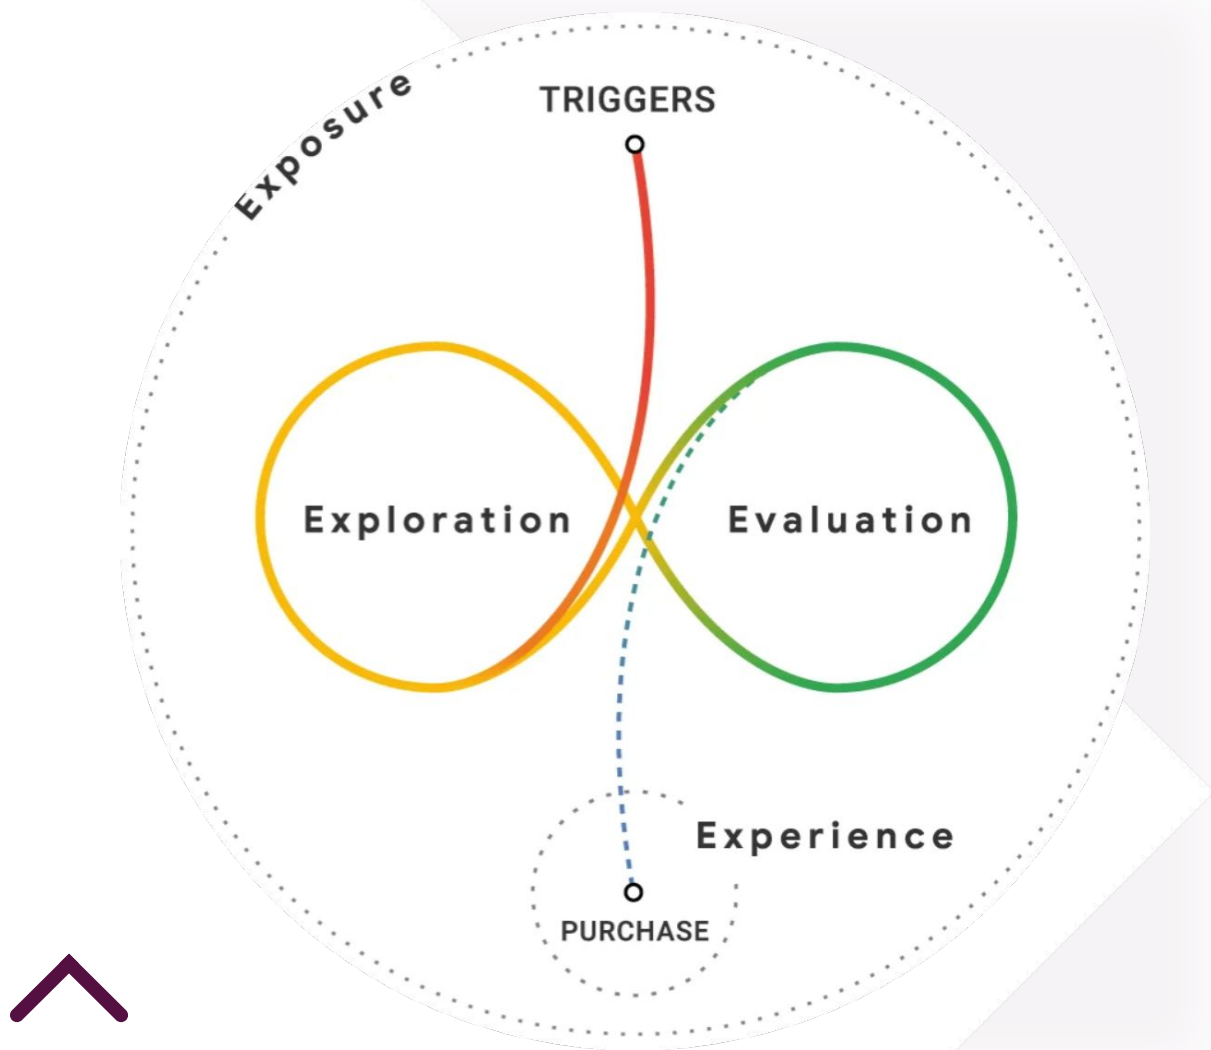 Exposure
TRIGGERS
Exploration
Evaluation
Experience
PURCHASE